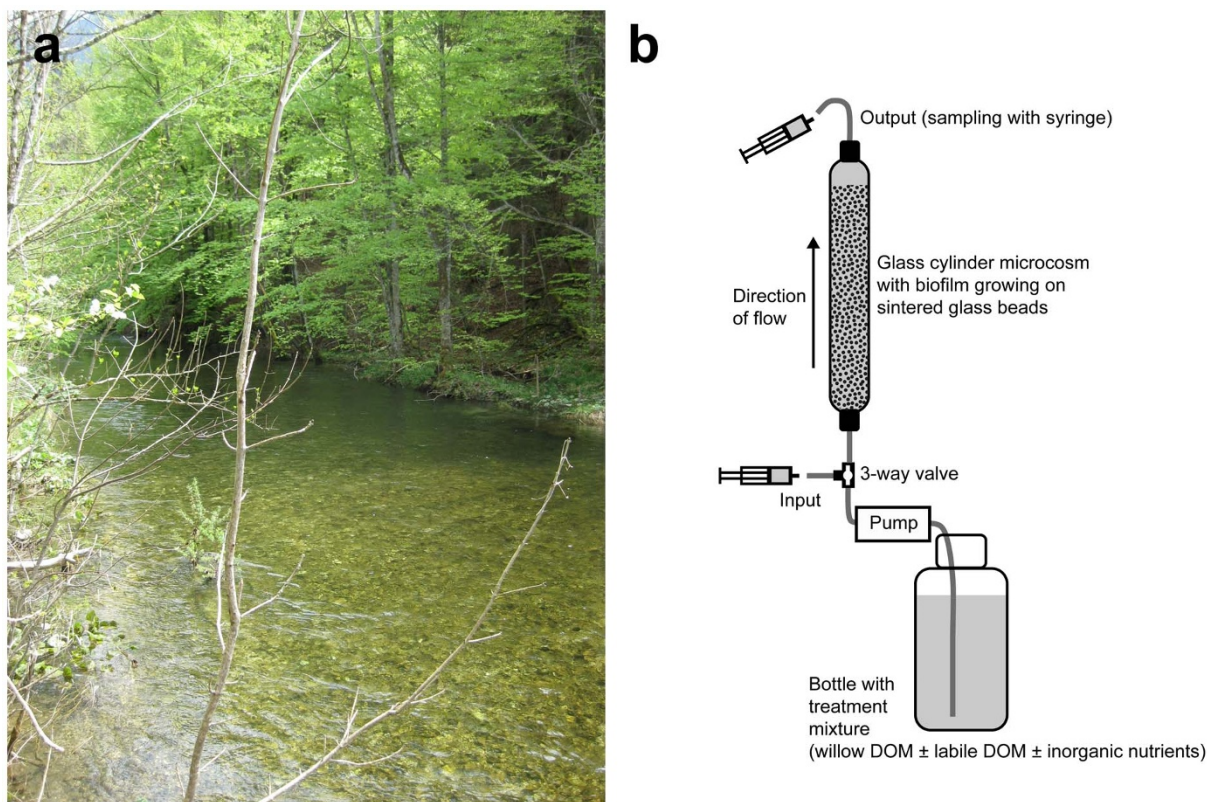 a
b
Output (sampling with syringe)
Glass cylinder microcosm
with biofilm growing on
sintered glass beads
Direction
of flow
3-way valve
Input
Pump
Bottle with
treatment
mixture
(willow DOM ± labile DOM ± inorganic nutrients)